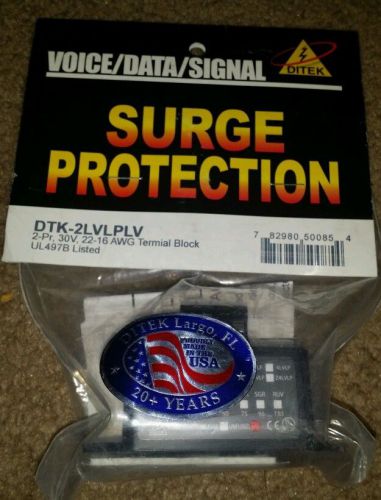 VOICE/DATA/SIGNAL
DITEK
SURGE
PROTECTION
DTK-2LVLPLV
2-Pr, 30V, 22-16 AWG Termial Block
UL497B Listed
7 82980 50085 4
DITEK Largo, FL
PROUDLY
MADE
IN THE
USA
20+ YEARS